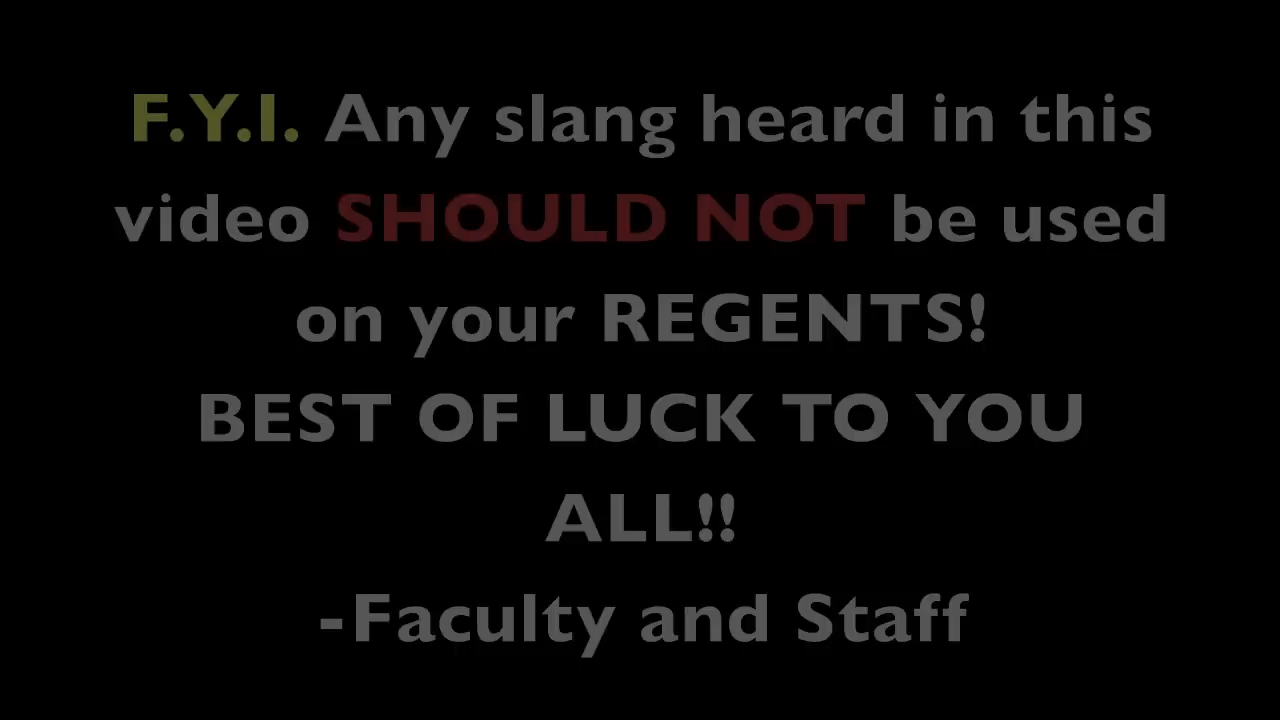 F.Y.I. Any slang heard in this
video SHOULD NOT be used
on your REGENTS!
BEST OF LUCK TO YOU
ALL!!
-Faculty and Staff